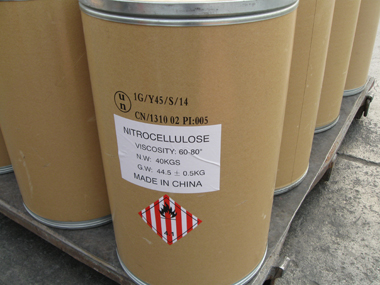 un 1G/Y45/S/14
CN/1310 02 PI:005
NITROCELLULOSE
VISCOSITY: 60-80"
N.W: 40KGS
G.W: 44.5 ± 0.5KG
MADE IN CHINA